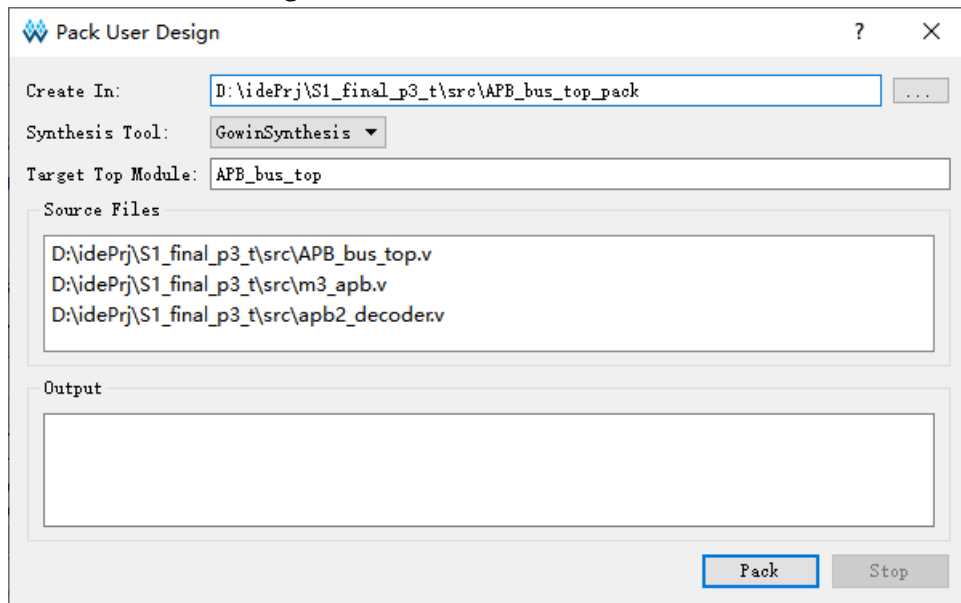 Pack User Design ? ×
Create In: D:\idePrj\S1_final_p3_t\src\APB_bus_top_pack ...
Synthesis Tool: GowinSynthesis
Target Top Module: APB_bus_top
Source Files
D:\idePrj\S1_final_p3_t\src\APB_bus_top.v
D:\idePrj\S1_final_p3_t\src\m3_apb.v
D:\idePrj\S1_final_p3_t\src\apb2_decoder.v
Output
Pack Stop